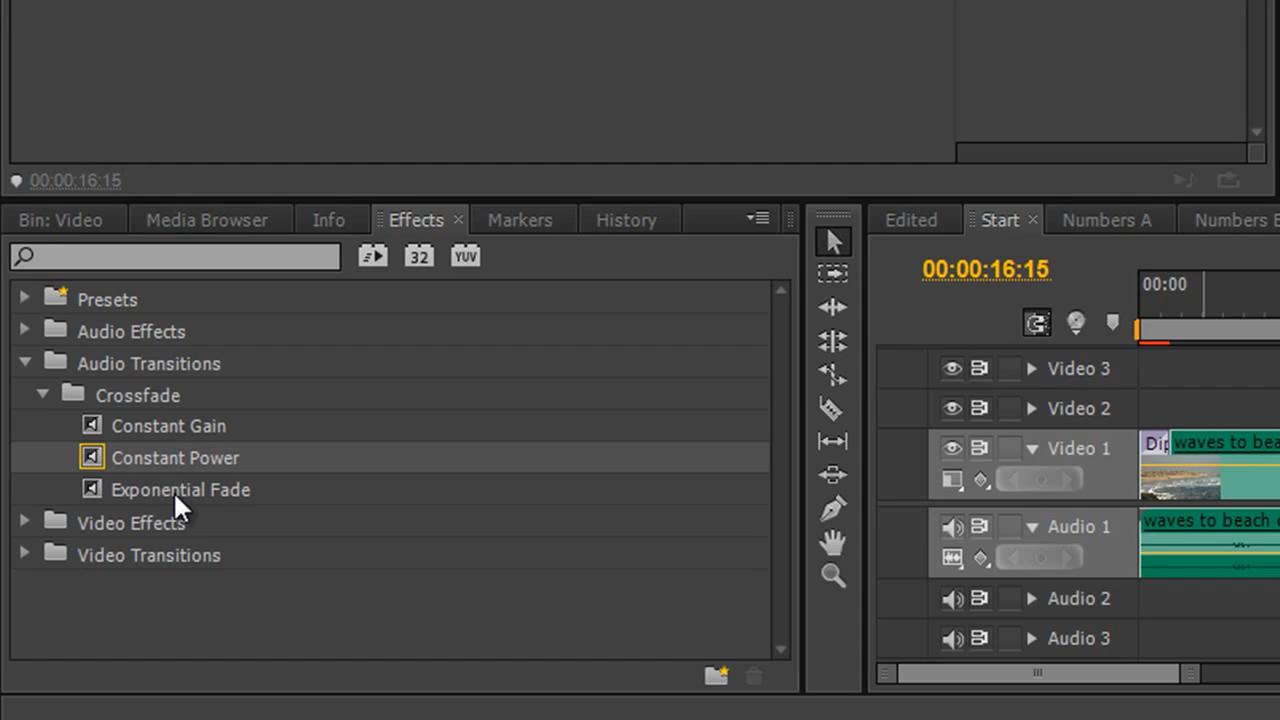 00:00:16:15
Bin: Video
Media Browser
Info
Effects
Markers
History
Edited
Start
Numbers A
Numbers
32
YUV
00:00:16:15
00:00
Presets
Audio Effects
Audio Transitions
Crossfade
Constant Gain
Constant Power
Exponential Fade
Video Effects
Video Transitions
Video 3
Video 2
Video 1
Dip
waves to bea
Audio 1
waves to beach
Audio 2
Audio 3